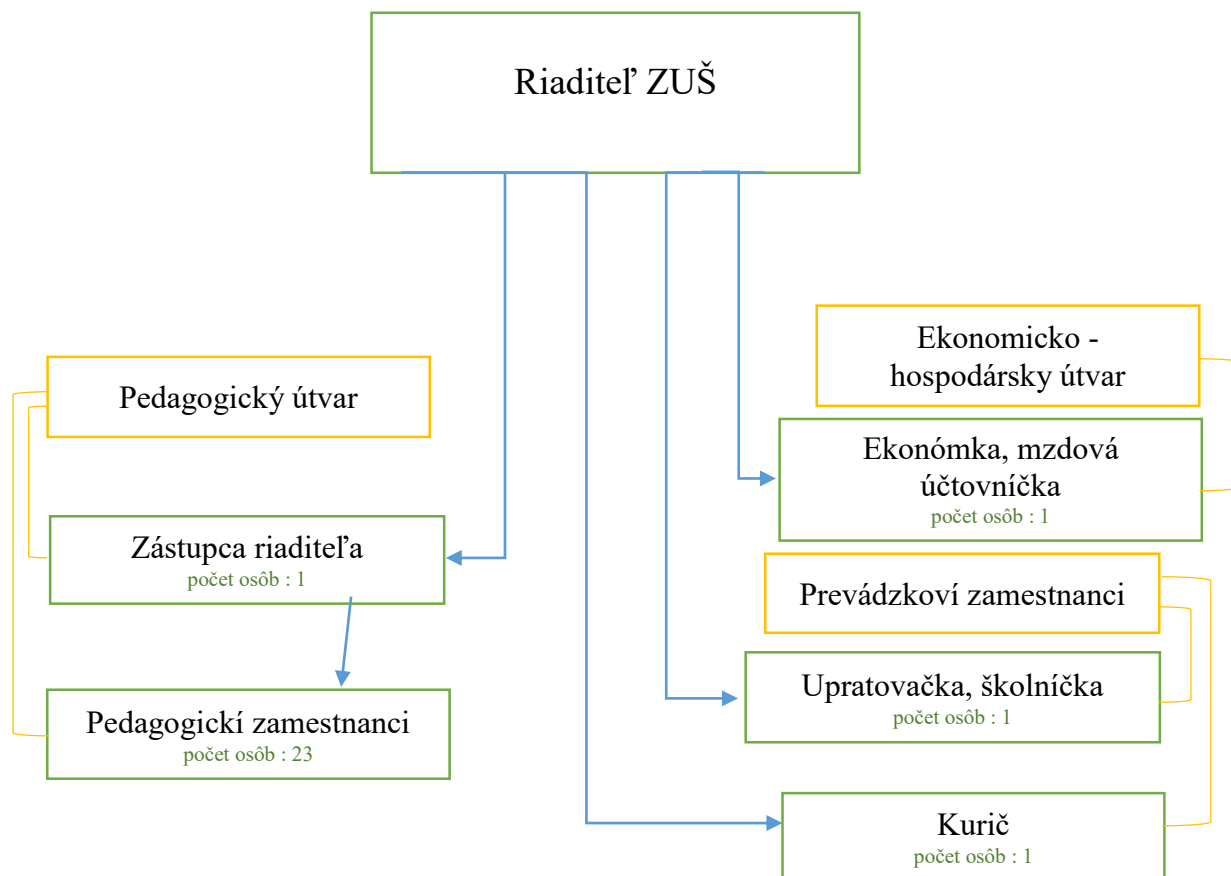 Riaditeľ ZUŠ
Pedagogický útvar
Zástupca riaditeľa
počet osôb : 1
Pedagogickí zamestnanci
počet osôb : 23
Ekonomicko -
hospodársky útvar
Ekonómka, mzdová
účtovníčka
počet osôb : 1
Prevádzkoví zamestnanci
Upratovačka, školníčka
počet osôb : 1
Kurič
počet osôb : 1